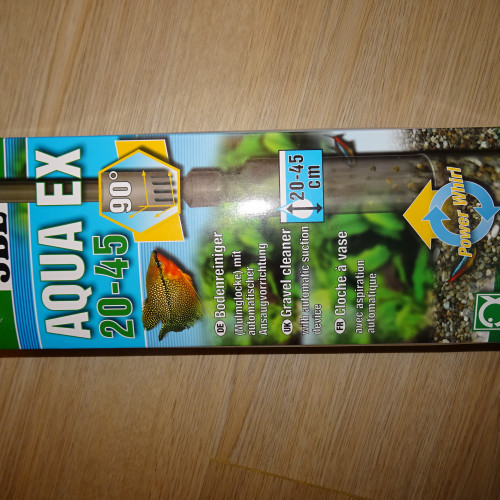 JBL
AQUA EX
20-45
90°
20-45
cm
Power Whirl
DE Bodenreiniger
(Mulmglocke) mit
automatischer
Ansaugvorrichtung
UK Gravel cleaner
with automatic suction
device
FR Cloche à vase
avec aspiration
automatique